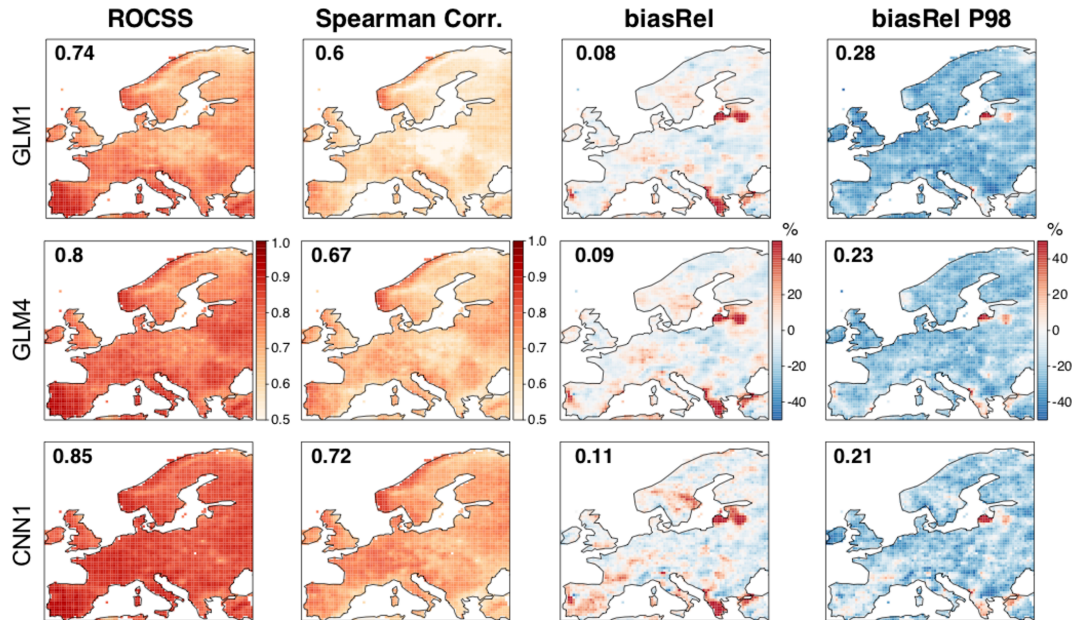 ROCSS Spearman Corr. biasRel biasRel P98
GLM1 0.74 0.6 0.08 0.28
% %
GLM4 0.8 0.67 0.09 0.23
1.0 1.0
0.9 0.9 40 40
0.8 0.8 20 20
0.7 0.7 0 0
0.6 0.6 -20 -20
0.5 0.5 -40 -40
CNN1 0.85 0.72 0.11 0.21